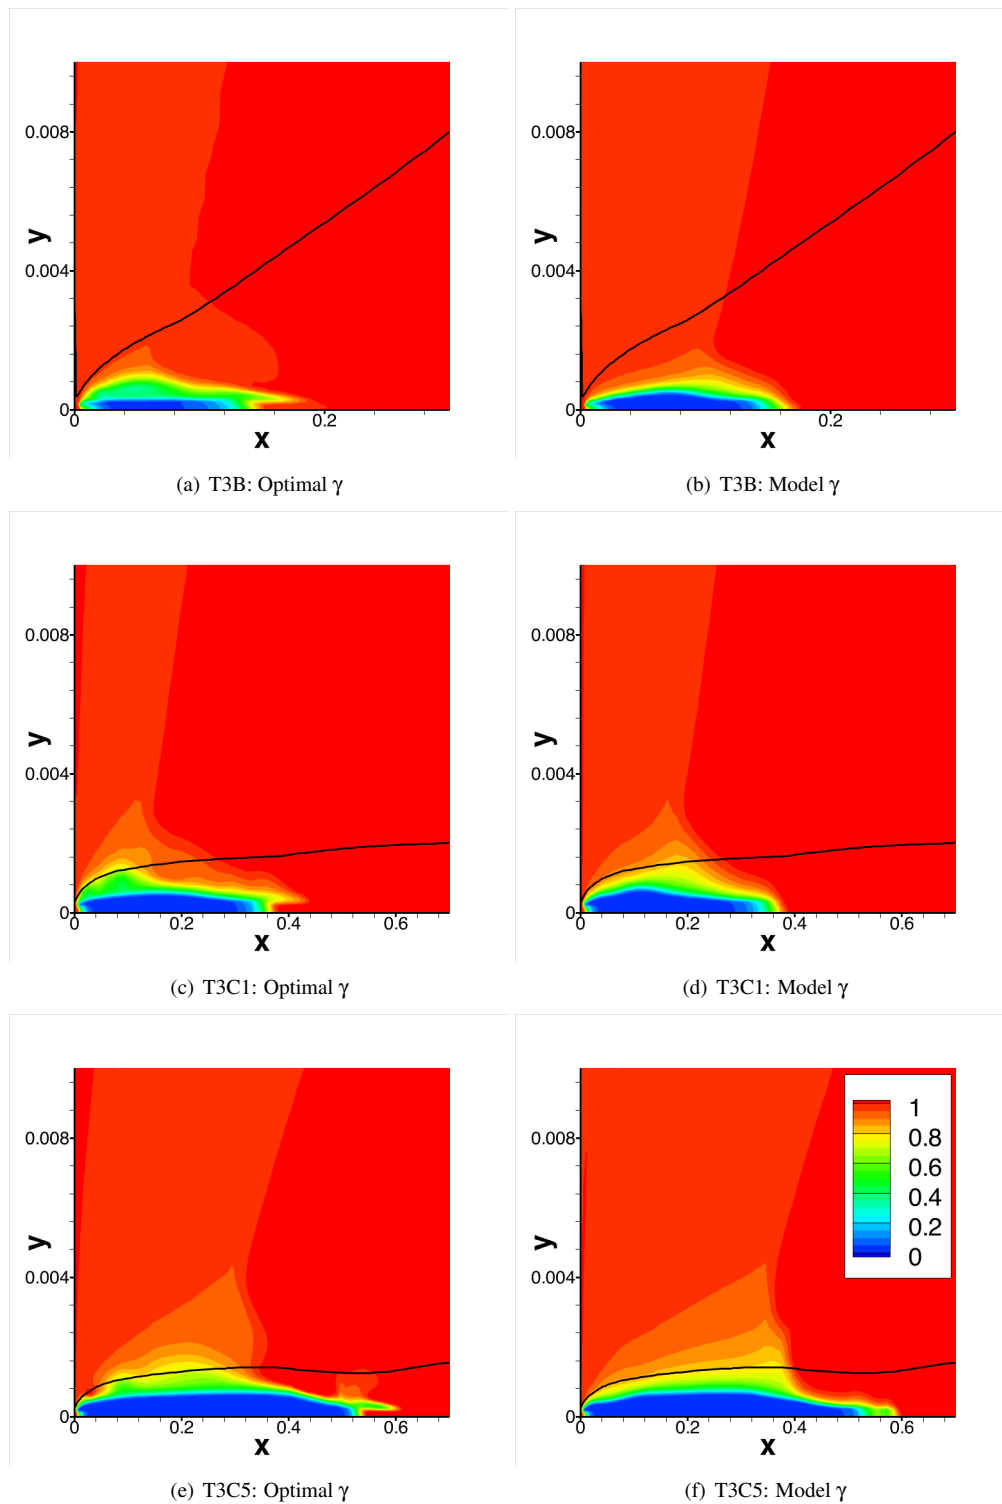 0.008
0.004
0
y
0
0.2
x
(a) T3B: Optimal γ
0.008
0.004
0
y
0
0.2
x
(b) T3B: Model γ
0.008
0.004
0
y
0
0.2
0.4
0.6
x
(c) T3C1: Optimal γ
0.008
0.004
0
y
0
0.2
0.4
0.6
x
(d) T3C1: Model γ
0.008
0.004
0
y
0
0.2
0.4
0.6
x
(e) T3C5: Optimal γ
1
0.8
0.6
0.4
0.2
0
0.008
0.004
0
y
0
0.2
0.4
0.6
x
(f) T3C5: Model γ